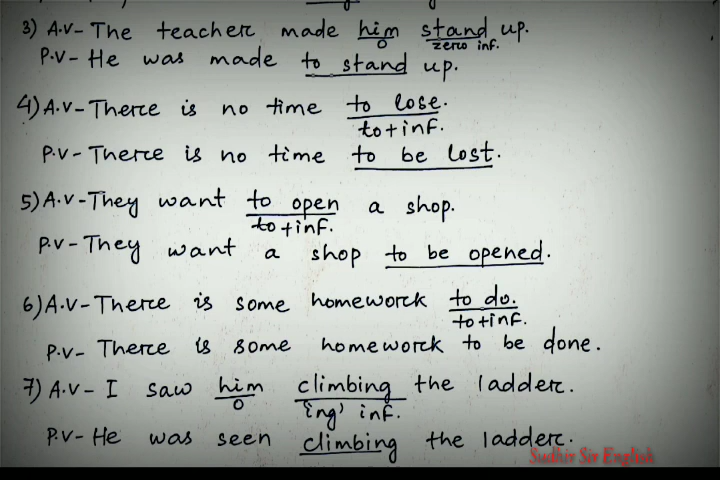 3) A.V- The teacher made him stand up.
O zero inf.
P.V- He was made to stand up.
4) A.V- There is no time to lose.
to+inf.
P.V- There is no time to be lost.
5) A.V- They want to open a shop.
to+inf.
P.V- They want a shop to be opened.
6) A.V- There is some homework to do.
to+inf.
P.V- There is some homework to be done.
7) A.V- I saw him climbing the ladder.
O 'ing' inf.
P.V- He was seen climbing the ladder.
Sudhir Sir English